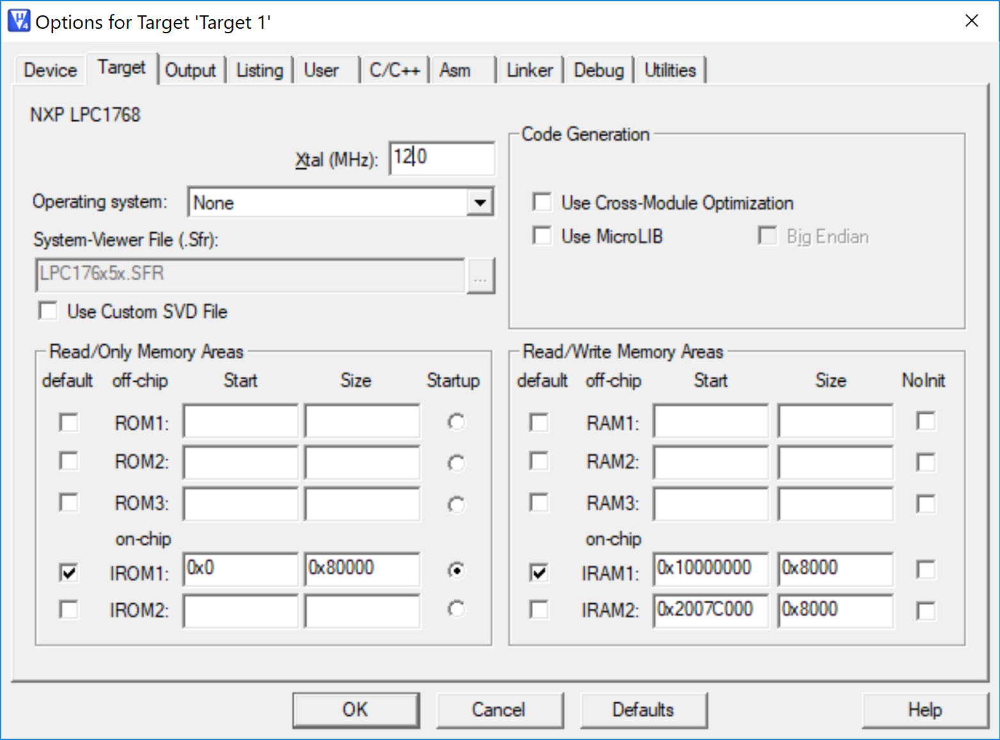 Options for Target 'Target 1'
Device Target Output Listing User C/C++ Asm Linker Debug Utilities
NXP LPC1768
Xtal (MHz): 12.0
Operating system: None
System-Viewer File (.Sfr):
LPC176x5x.SFR ...
Use Custom SVD File
Code Generation
Use Cross-Module Optimization
Use MicroLIB Big Endian
Read/Only Memory Areas
default off-chip Start Size Startup
ROM1:
ROM2:
ROM3:
on-chip
IROM1: 0x0 0x80000
IROM2:
Read/Write Memory Areas
default off-chip Start Size NoInit
RAM1:
RAM2:
RAM3:
on-chip
IRAM1: 0x10000000 0x8000
IRAM2: 0x2007C000 0x8000
OK Cancel Defaults Help